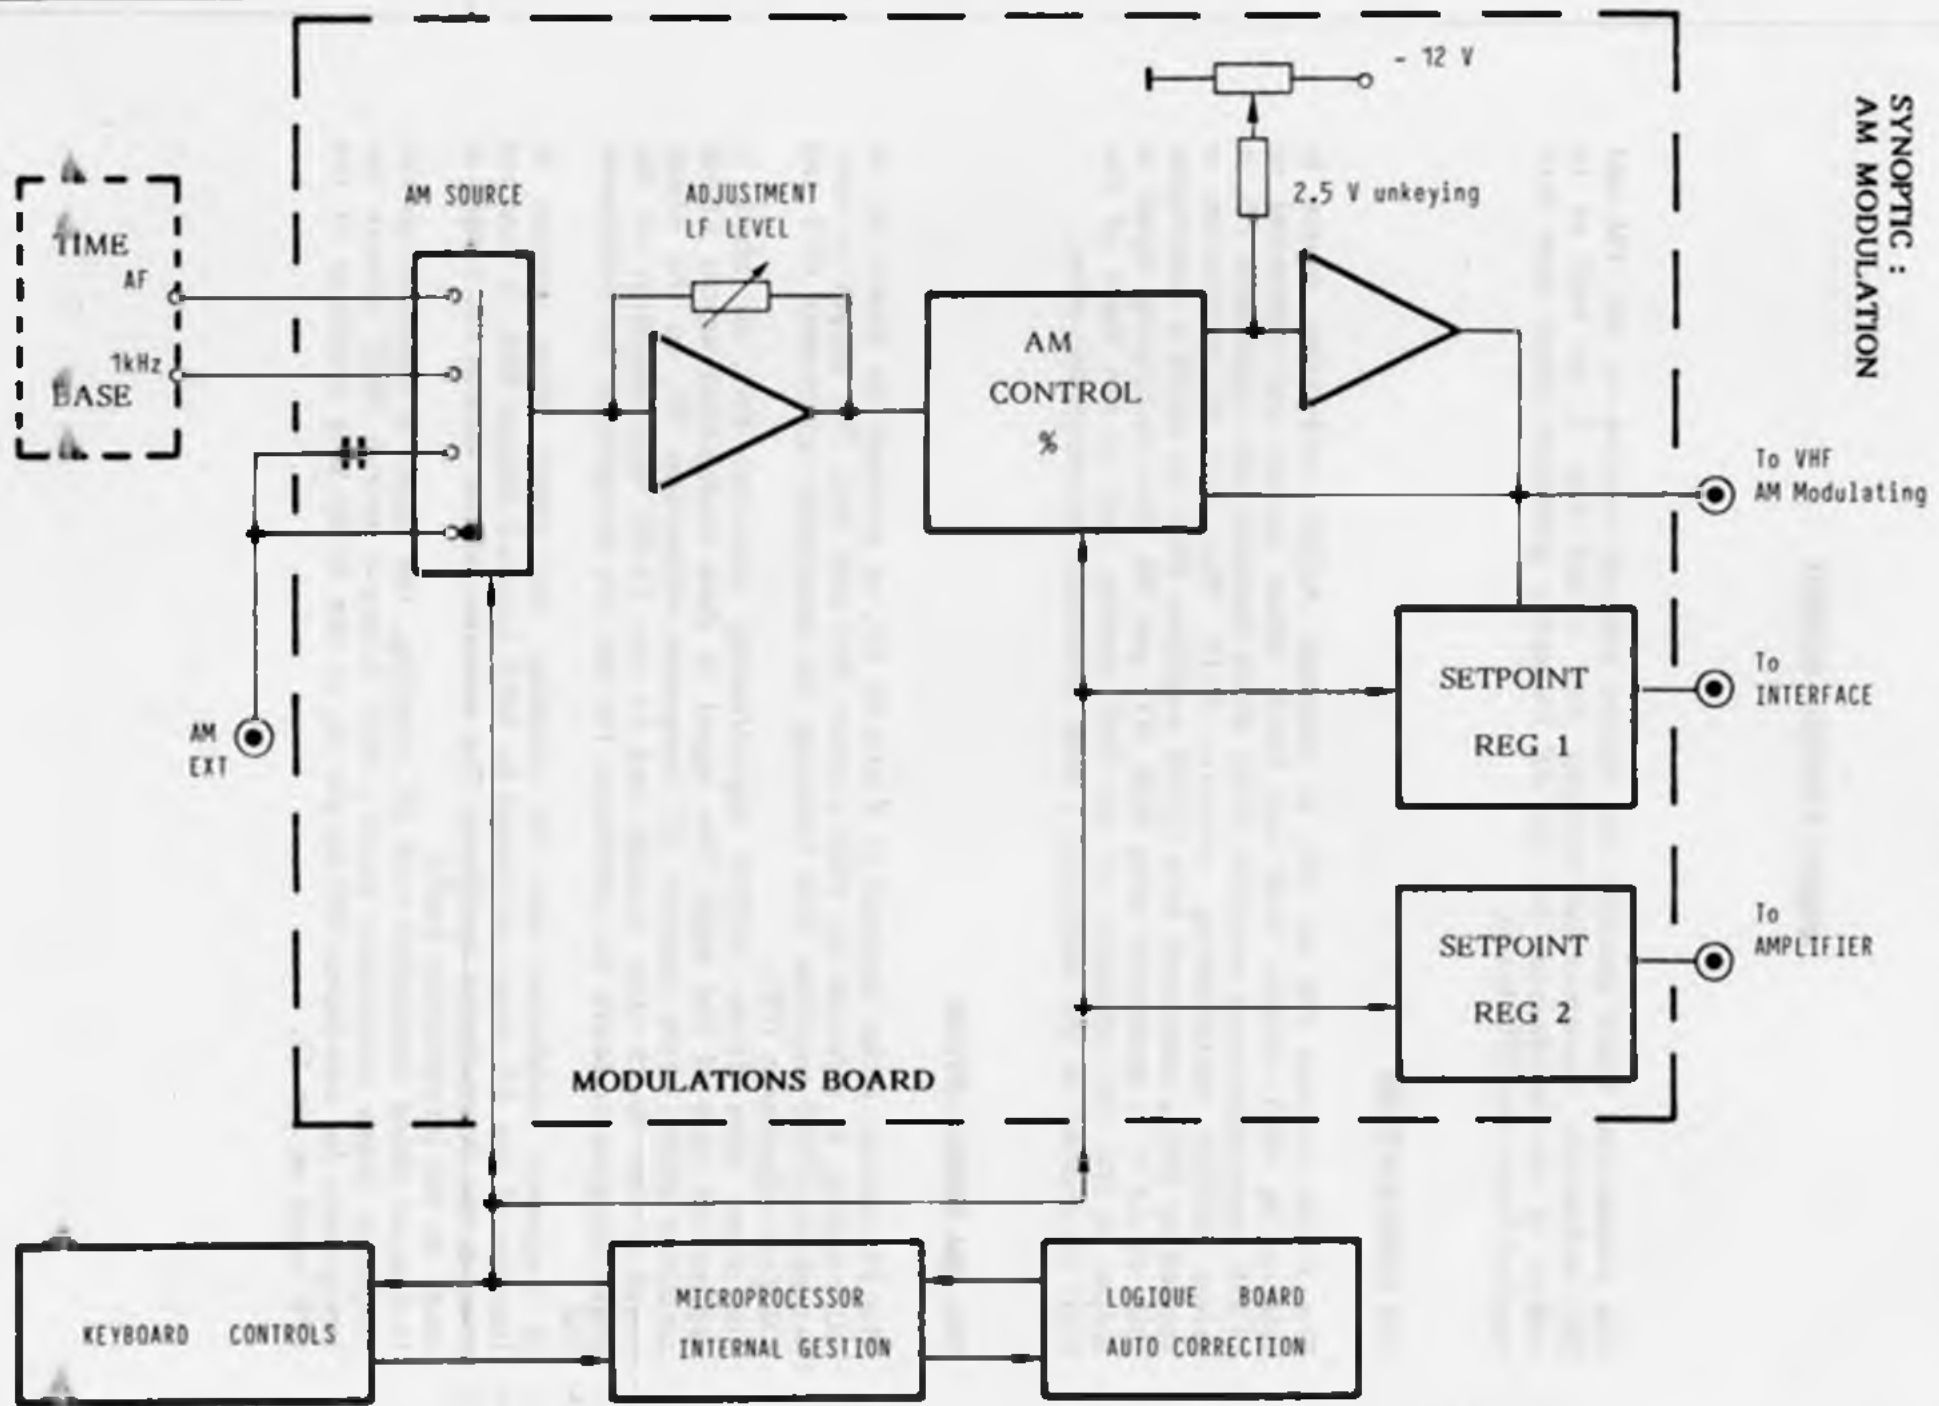 SYNOPTIC :
AM MODULATION
- 12 V
2.5 V unkeying
AM SOURCE
ADJUSTMENT
LF LEVEL
TIME
AF
1kHz
BASE
AM
CONTROL
%
To VHF
AM Modulating
AM
EXT
SETPOINT
REG 1
To
INTERFACE
SETPOINT
REG 2
To
AMPLIFIER
MODULATIONS BOARD
KEYBOARD CONTROLS
MICROPROCESSOR
INTERNAL GESTION
LOGIQUE BOARD
AUTO CORRECTION